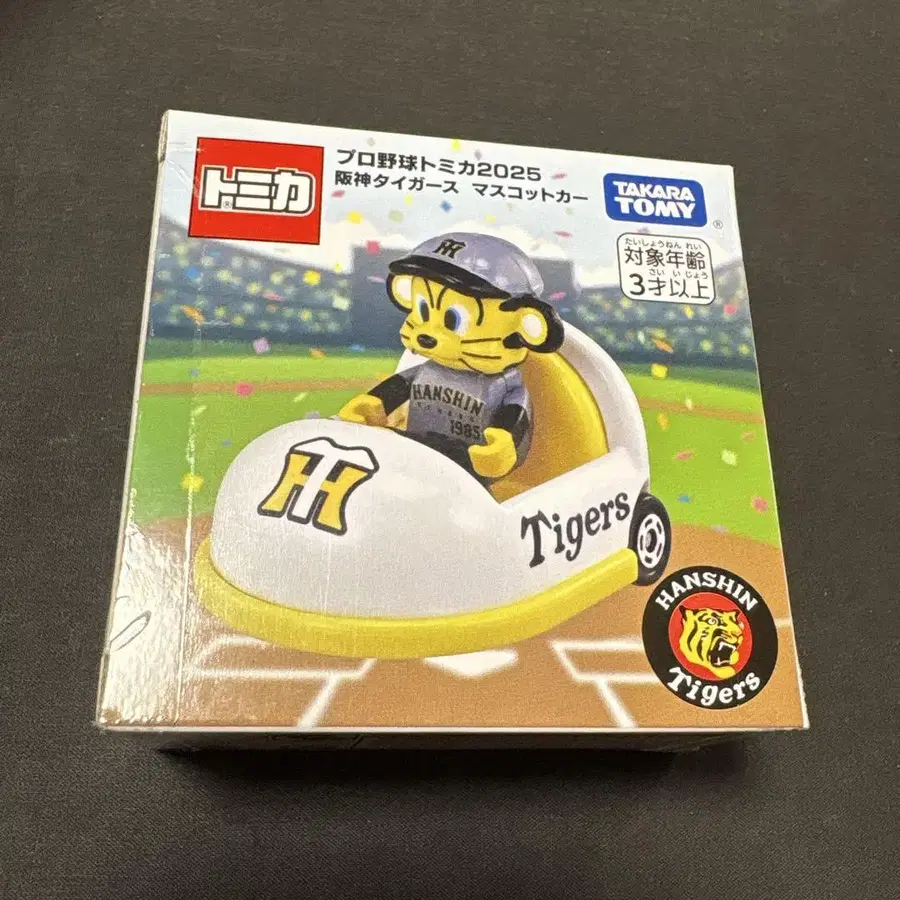 トミカ®
プロ野球トミカ2025
阪神タイガース マスコットカー
TAKARA
TOMY®
たいしょうねんれい
対象年齢
さいいじょう
3才以上
HANSHIN
TIGERS
1985
Tigers
HANSHIN
Tigers